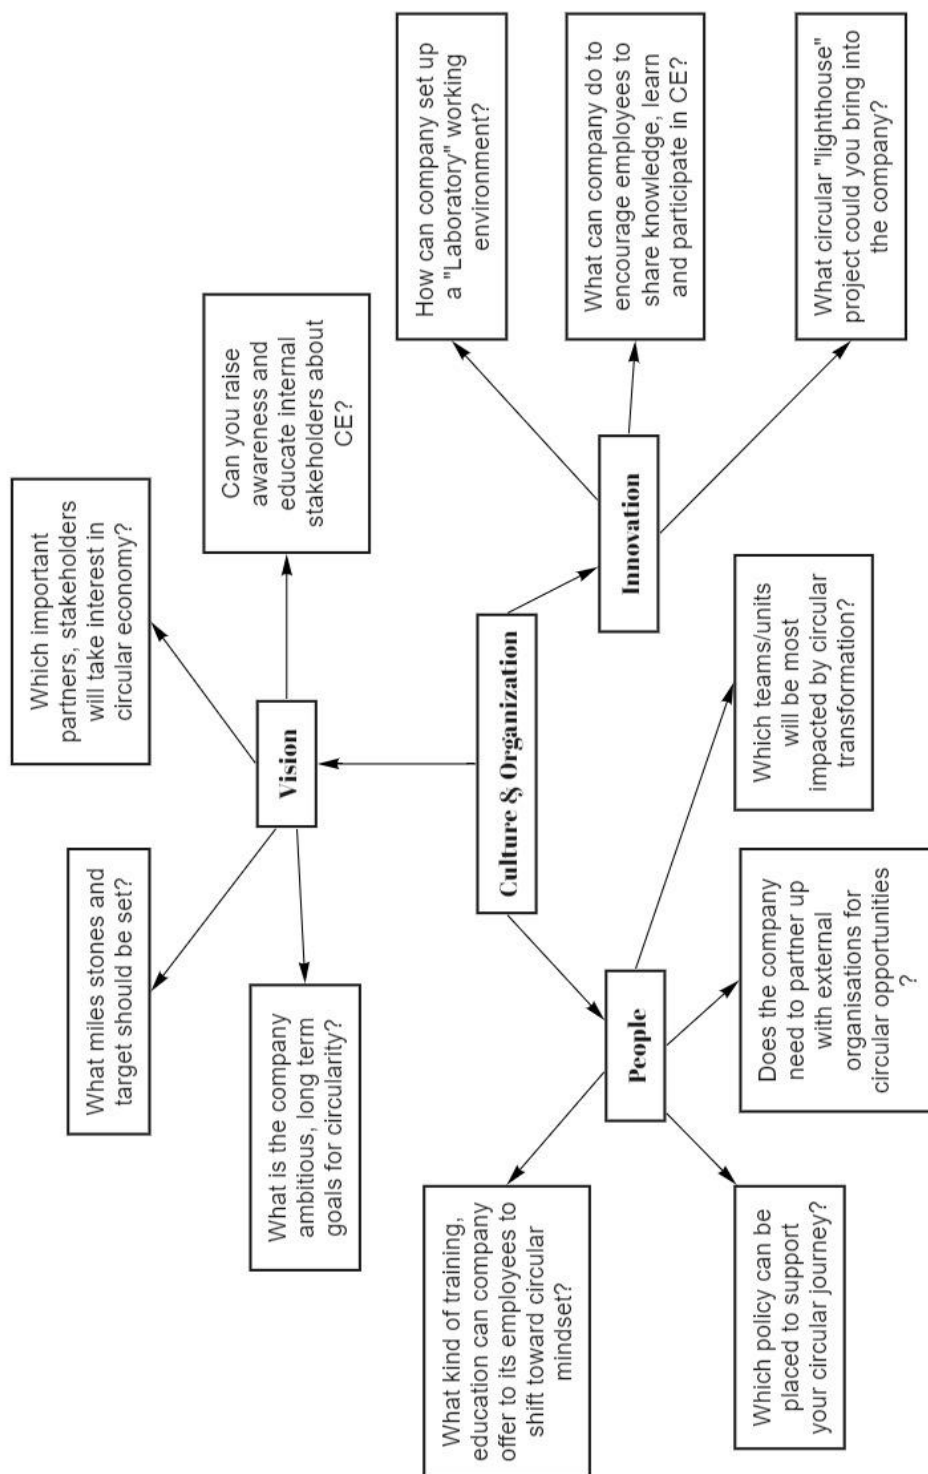 Which important
partners, stakeholders
will take interest in
circular economy?
What miles stones and
target should be set?
Can you raise
awareness and
educate internal
stakeholders about
CE?
What is the company
ambitious, long term
goals for circularity?
Vision
How can company set up
a "Laboratory" working
environment?
Culture & Organization
What kind of training,
education can company
offer to its employees to
shift toward circular
mindset?
What can company do to
encourage employees to
share knowledge, learn
and participate in CE?
People
Innovation
Which policy can be
placed to support
your circular journey?
Does the company
need to partner up
with external
organisations for
circular opportunities
?
Which teams/units
will be most
impacted by circular
transformation?
What circular "lighthouse"
project could you bring into
the company?